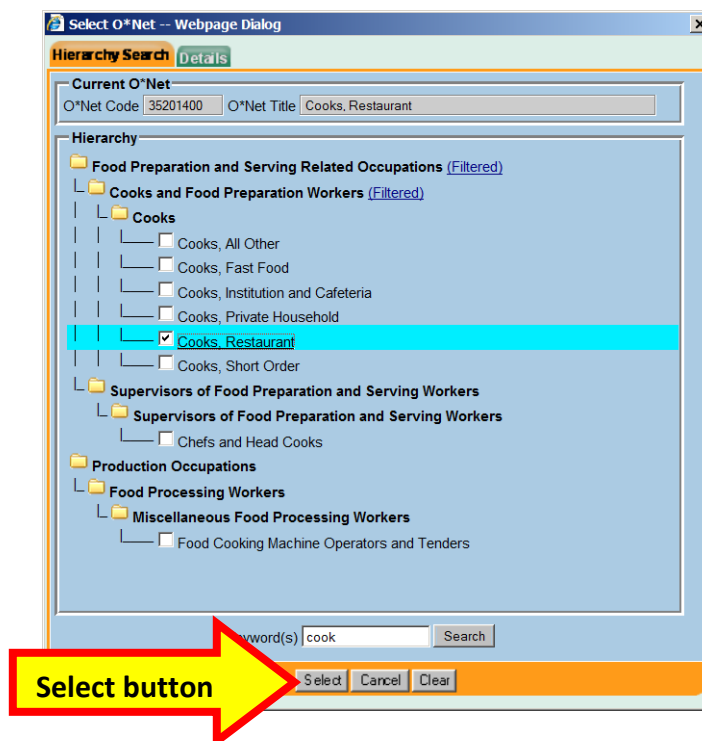 Select O*Net -- Webpage Dialog
Hierarchy Search Details
Current O*Net
O*Net Code 35201400 O*Net Title Cooks, Restaurant
Hierarchy
Food Preparation and Serving Related Occupations (Filtered)
Cooks and Food Preparation Workers (Filtered)
Cooks
Cooks, All Other
Cooks, Fast Food
Cooks, Institution and Cafeteria
Cooks, Private Household
Cooks, Restaurant
Cooks, Short Order
Supervisors of Food Preparation and Serving Workers
Supervisors of Food Preparation and Serving Workers
Chefs and Head Cooks
Production Occupations
Food Processing Workers
Miscellaneous Food Processing Workers
Food Cooking Machine Operators and Tenders
yword(s) cook Search
Select button Select Cancel Clear